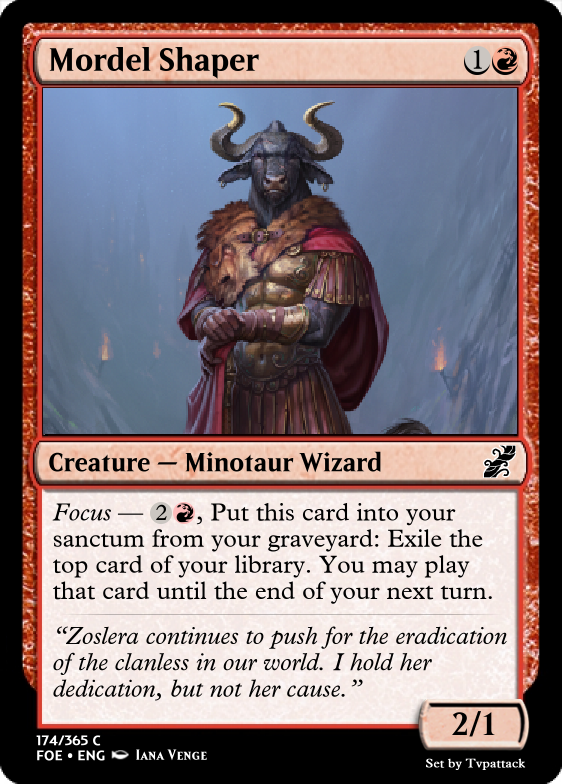 Mordel Shaper 1
Creature — Minotaur Wizard
Focus — 2, Put this card into your
sanctum from your graveyard: Exile the
top card of your library. You may play
that card until the end of your next turn.
“Zoslera continues to push for the eradication
of the clanless in our world. I hold her
dedication, but not her cause.”
2/1
174/365 C
FOE • ENG Iana Venge
Set by Tvpattack